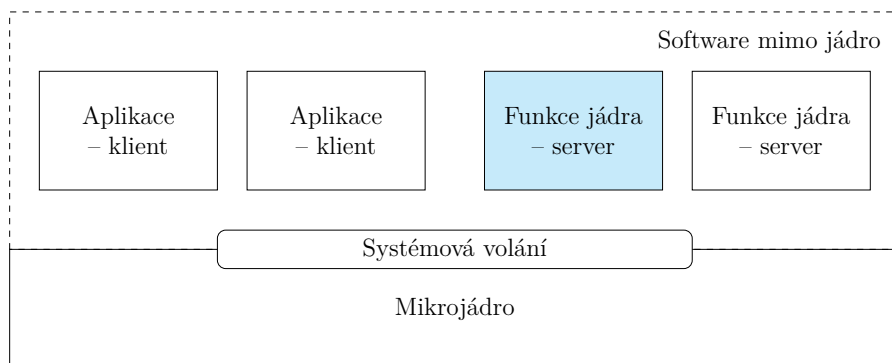 Software mimo jádro
Aplikace
– klient
Aplikace
– klient
Funkce jádra
– server
Funkce jádra
– server
Systémová volání
Mikrojádro